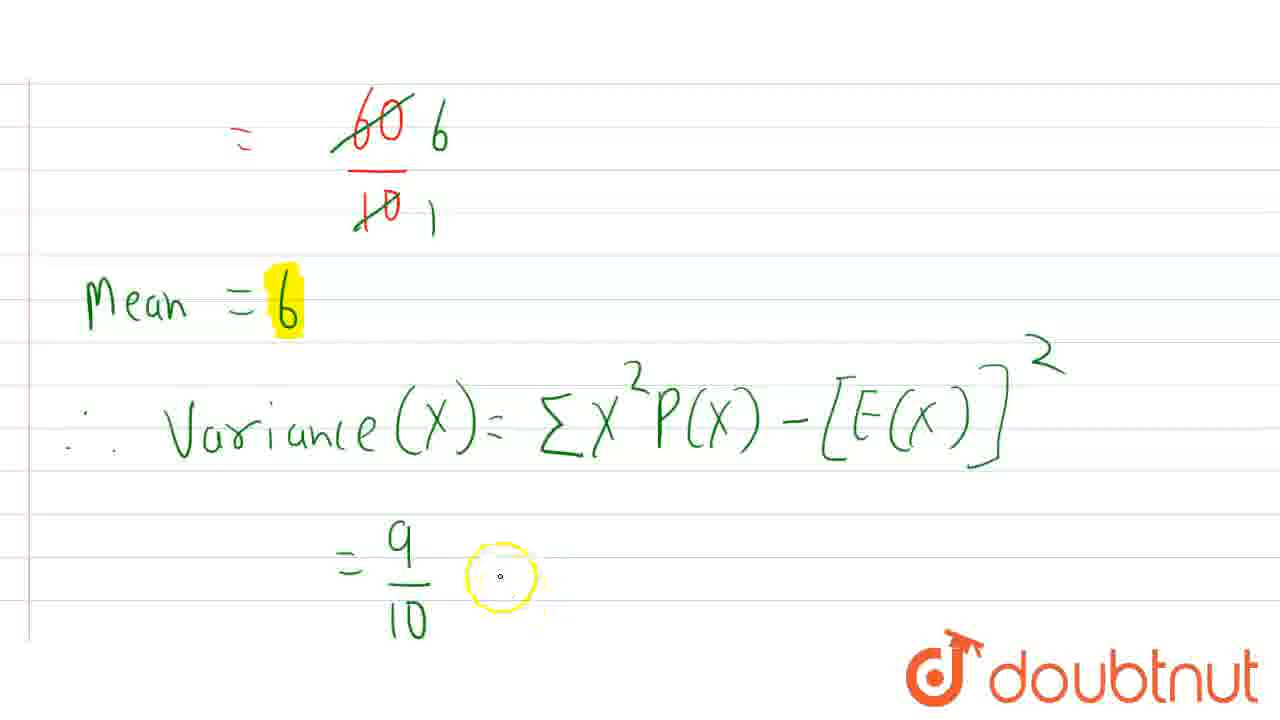 = 60/10 6/1
Mean = 6
∴ Variance(X) = ΣX²P(X) - [E(X)]²
= 9/10
doubtnut